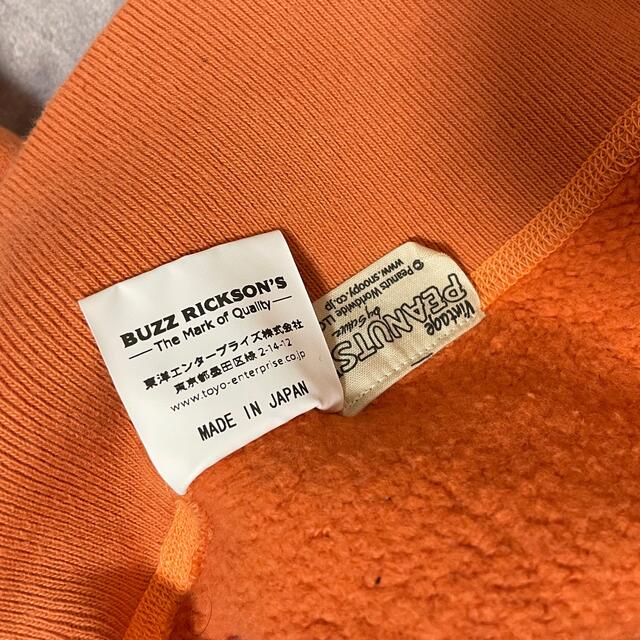 BUZZ RICKSON'S
The Mark of Quality
東洋エンタープライズ株式会社
東京都墨田区緑 2-14-12
www.toyo-enterprise.co.jp
MADE IN JAPAN
Vintage
PEANUTS
by Schulz
© Peanuts Worldwide LLC
www.snoopy.co.jp